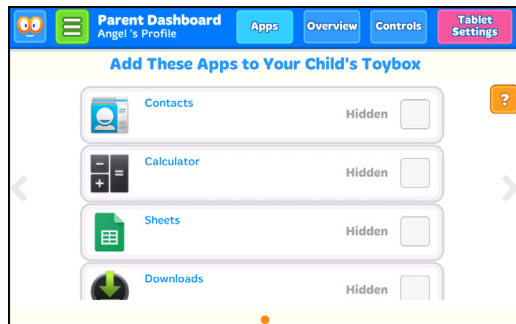 Parent Dashboard
Angel 's Profile
Apps
Overview
Controls
Tablet
Settings
Add These Apps to Your Child's Toybox
?
Contacts
Hidden
Calculator
Hidden
Sheets
Hidden
Downloads
Hidden